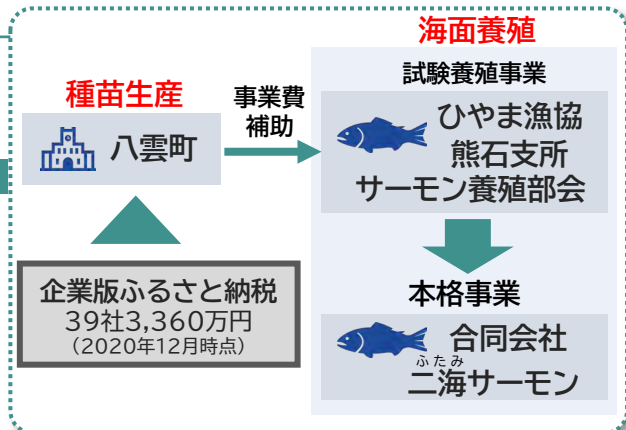 海面養殖
種苗生産
八雲町
事業費
補助
試験養殖事業
ひやま漁協
熊石支所
サーモン養殖部会
企業版ふるさと納税
39社3,360万円
（2020年12月時点）
本格事業
合同会社
ふたみ
二海サーモン